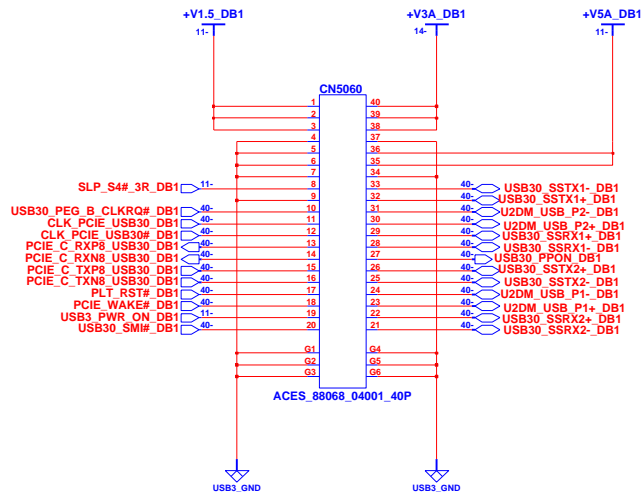 +V1.5_DB1 +V3A_DB1 +V5A_DB1
11- 14- 11-
CN5060
1 40
2 39
3 38
4 37
5 36
6 35
7 34
SLP_S4#_3R_DB1 11- 8 33 40- USB30_SSTX1-_DB1
9 32 40- USB30_SSTX1+_DB1
USB30_PEG_B_CLKRQ#_DB1 40- 10 31 40- U2DM_USB_P2-_DB1
CLK_PCIE_USB30_DB1 40- 11 30 40- U2DM_USB_P2+_DB1
CLK_PCIE_USB30#_DB1 40- 12 29 40- USB30_SSRX1+_DB1
PCIE_C_RXP8_USB30_DB1 40- 13 28 40- USB30_SSRX1-_DB1
PCIE_C_RXN8_USB30_DB1 40- 14 27 40- USB30_PPON_DB1
PCIE_C_TXP8_USB30_DB1 40- 15 26 40- USB30_SSTX2+_DB1
PCIE_C_TXN8_USB30_DB1 40- 16 25 40- USB30_SSTX2-_DB1
PLT_RST#_DB1 40- 17 24 40- U2DM_USB_P1-_DB1
PCIE_WAKE#_DB1 40- 18 23 40- U2DM_USB_P1+_DB1
USB3_PWR_ON_DB1 11- 19 22 40- USB30_SSRX2+_DB1
USB30_SMI#_DB1 40- 20 21 40- USB30_SSRX2-_DB1
G1 G4
G2 G5
G3 G6
ACES_88068_04001_40P
USB3_GND USB3_GND